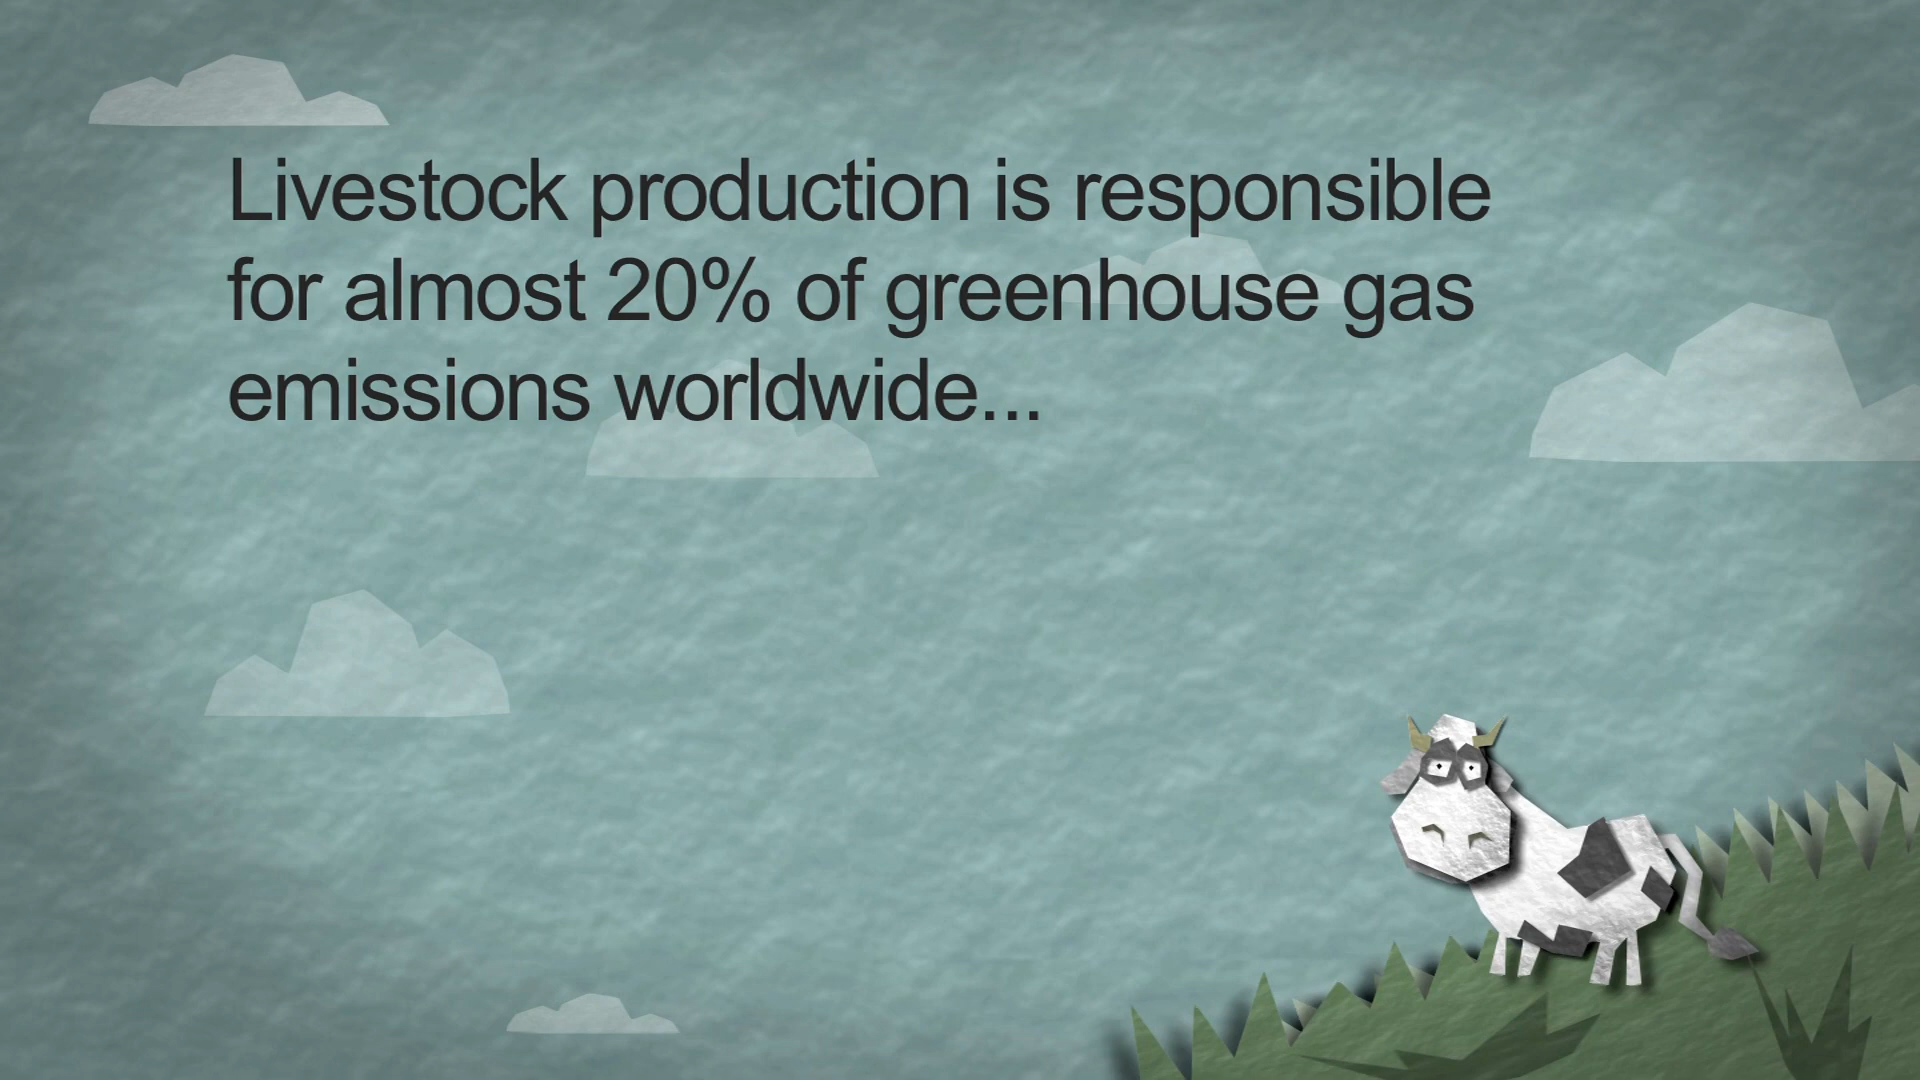 Livestock production is responsible
for almost 20% of greenhouse gas
emissions worldwide...